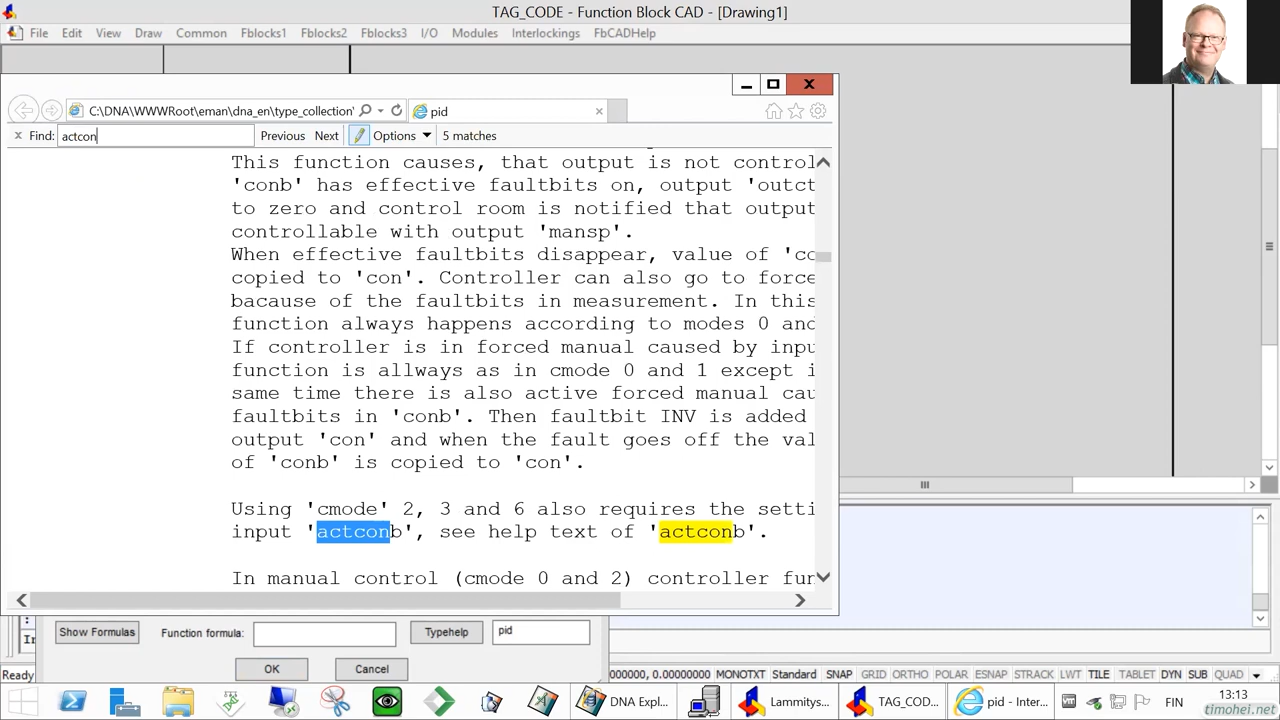 TAG_CODE - Function Block CAD - [Drawing1]
File Edit View Draw Common Fblocks1 Fblocks2 Fblocks3 I/O Modules Interlockings FbCADHelp
C:\DNA\WWWRoot\eman\dna_en\type_collection'
pid
Find: actcon Previous Next Options 5 matches
This function causes, that output is not control
'conb' has effective faultbits on, output 'outct
to zero and control room is notified that output
controllable with output 'mansp'.
When effective faultbits disappear, value of 'co
copied to 'con'. Controller can also go to force
bacause of the faultbits in measurement. In this
function always happens according to modes 0 and
If controller is in forced manual caused by inpu
function is allways as in cmode 0 and 1 except i
same time there is also active forced manual cau
faultbits in 'conb'. Then faultbit INV is added
output 'con' and when the fault goes off the val
of 'conb' is copied to 'con'.
Using 'cmode' 2, 3 and 6 also requires the setti
input 'actconb', see help text of 'actconb'.
In manual control (cmode 0 and 2) controller fun
Show Formulas Function formula: Typehelp pid
OK Cancel
Ready 000000, 0.00000000 MONOTXT Standard SNAP GRID ORTHO POLAR ESNAP STRACK LWT TILE TABLET DYN SUB QUAD
DNA Expl... Lammitys... TAG_COD... pid - Inter... FIN 13:13
timohei.net